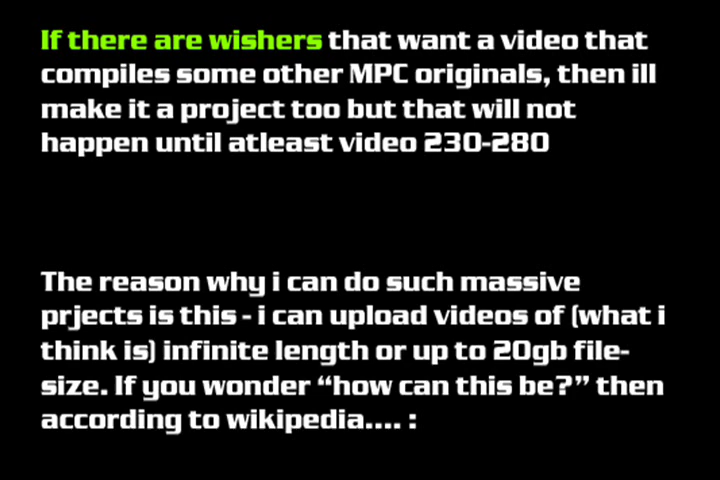 If there are wishers that want a video that
compiles some other MPC originals, then ill
make it a project too but that will not
happen until atleast video 230-280
The reason why i can do such massive
prjects is this - i can upload videos of (what i
think is) infinite length or up to 20gb file-
size. If you wonder “how can this be?” then
according to wikipedia.... :